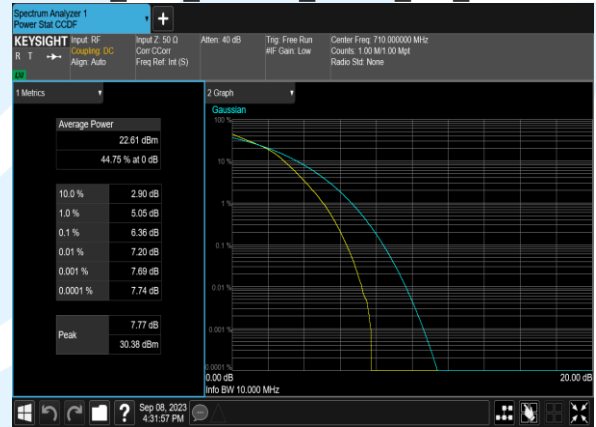 Spectrum Analyzer 1
Power Stat CCDF
+
KEYSIGHT
R T
LW
Input: RF
Coupling: DC
Align: Auto
Input Z: 50 Ω
Corr CCorr
Freq Ref: Int (S)
Atten: 40 dB
Trig: Free Run
#IF Gain: Low
Center Freq: 710.000000 MHz
Counts: 1.00 M/1.00 Mpt
Radio Std: None
1 Metrics
Average Power
22.61 dBm
44.75 % at 0 dB
10.0 % 2.90 dB
1.0 % 5.05 dB
0.1 % 6.36 dB
0.01 % 7.20 dB
0.001 % 7.69 dB
0.0001 % 7.74 dB
Peak
7.77 dB
30.38 dBm
2 Graph
Gaussian
100 %
10 %
1 %
0.1 %
0.01 %
0.001 %
0.0001 %
0.00 dB 20.00 dB
Info BW 10.000 MHz
?
Sep 08, 2023
4:31:57 PM